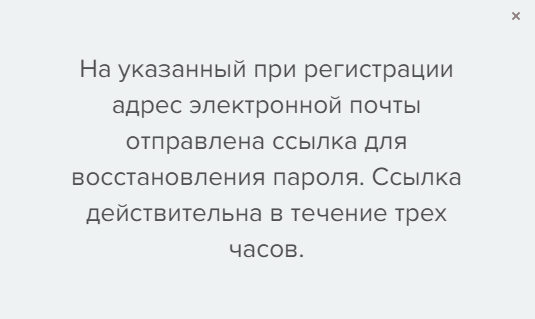 На указанный при регистрации
адрес электронной почты
отправлена ссылка для
восстановления пароля. Ссылка
действительна в течение трех
часов.